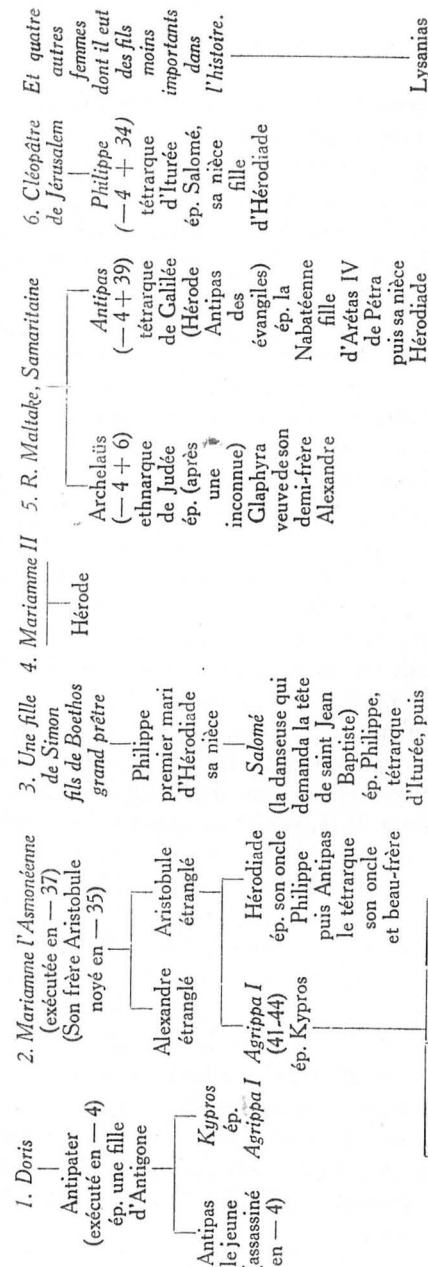 1. Doris
Antipater
(exécuté en — 4)
ép. une fille
d'Antigone
Antipas
le jeune
(assassiné
en — 4)
Kypros
ép.
Agrippa I
2. Mariamme l'Asmonéenne
(exécutée en — 37)
(Son frère Aristobule
noyé en — 35)
Alexandre
étranglé
Aristobule
étranglé
Agrippa I
(41-44)
ép. Kypros
Hérodiade
ép. son oncle
Philippe
puis Antipas
le tétrarque
son oncle
et beau-frère
3. Une fille
de Simon
fils de Boethos
grand prêtre
Philippe
premier mari
d'Hérodiade
sa nièce
Salomé
(la danseuse qui
demanda la tête
de saint Jean
Baptiste)
ép. Philippe,
tétrarque
d'Iturée, puis
4. Mariamme II
Hérode
5. R. Maltake, Samaritaine
Archelaüs
(— 4 + 6)
ethnarque
de Judée
ép. (après
une
inconnue)
Glaphyra
veuve de son
demi-frère
Alexandre
Antipas
(— 4 + 39)
tétrarque
de Galilée
(Hérode
Antipas
des
évangiles)
ép. la
Nabatéenne
fille
d'Arétas IV
de Pétra
puis sa nièce
Hérodiade
6. Cléopâtre
de Jérusalem
Philippe
(— 4 + 34)
tétrarque
d'Iturée
ép. Salomé,
sa nièce
fille
d'Hérodiade
Et quatre
autres
femmes
dont il eut
des fils
moins
importants
dans
l'histoire.
Lysanias